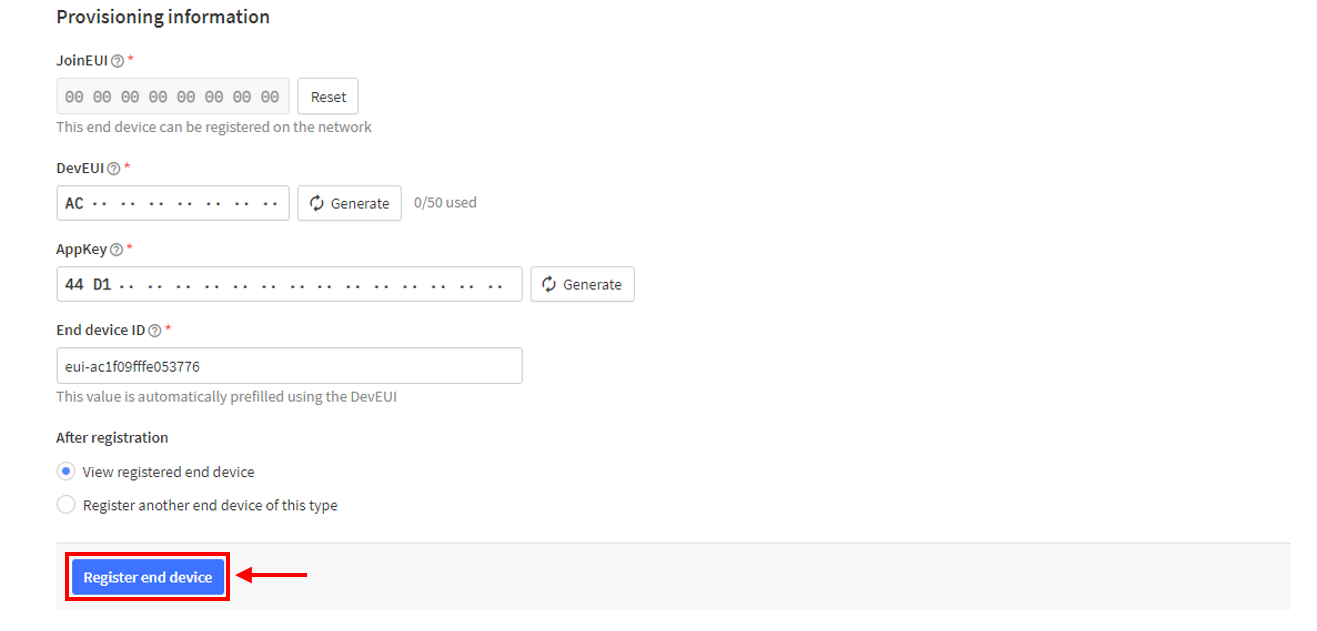 Provisioning information
JoinEUI ? *
00 00 00 00 00 00 00 00 Reset
This end device can be registered on the network
DevEUI ? *
AC ·· ·· ·· ·· ·· ·· ·· Generate 0/50 used
AppKey ? *
44 D1 ·· ·· ·· ·· ·· ·· ·· ·· ·· ·· ·· ·· ·· ·· Generate
End device ID ? *
eui-ac1f09fffe053776
This value is automatically prefilled using the DevEUI
After registration
View registered end device
Register another end device of this type
Register end device